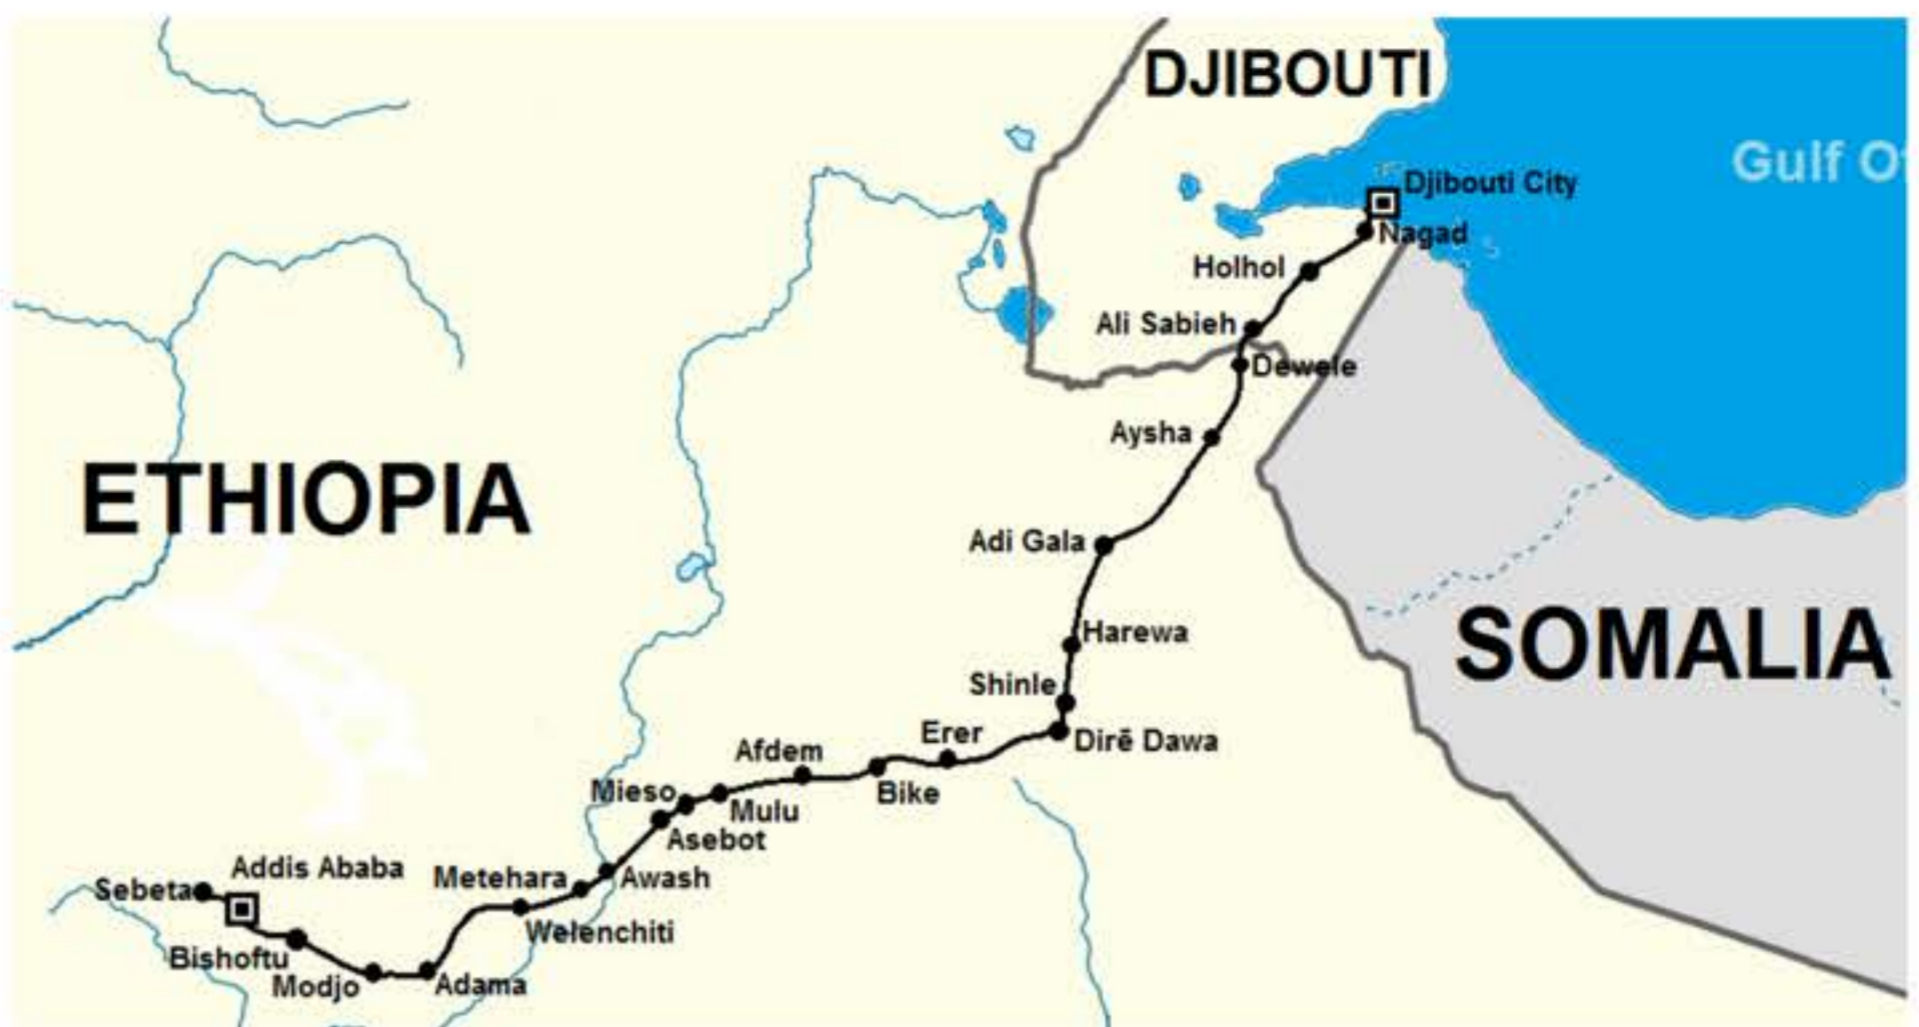 DJIBOUTI
Gulf O
Djibouti City
Nagad
Holhol
Ali Sabieh
Dewele
Aysha
ETHIOPIA
Adi Gala
Harewa
SOMALIA
Shinle
Erer
Dirē Dawa
Afdem
Mieso
Bike
Mulu
Asebot
Addis Ababa
Metehara
Awash
Sebeta
Welenchiti
Bishoftu
Modjo
Adama